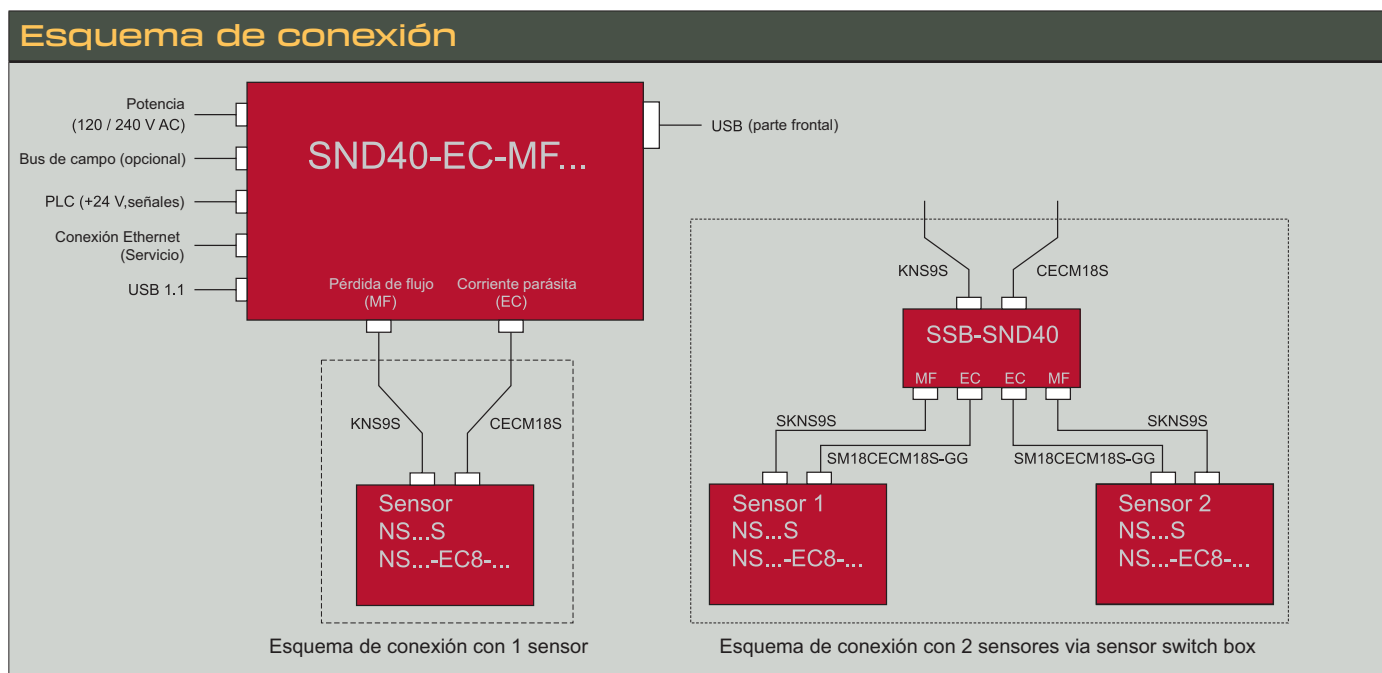 Esquema de conexión
Potencia
(120 / 240 V AC)
Bus de campo (opcional)
PLC (+24 V,señales)
Conexión Ethernet
(Servicio)
USB 1.1
SND40-EC-MF...
USB (parte frontal)
Pérdida de flujo
(MF)
Corriente parásita
(EC)
KNS9S
CECM18S
Sensor
NS...S
NS...-EC8-...
Esquema de conexión con 1 sensor
KNS9S
CECM18S
SSB-SND40
MF EC EC MF
SKNS9S
SKNS9S
SM18CECM18S-GG
SM18CECM18S-GG
Sensor 1
NS...S
NS...-EC8-...
Sensor 2
NS...S
NS...-EC8-...
Esquema de conexión con 2 sensores via sensor switch box